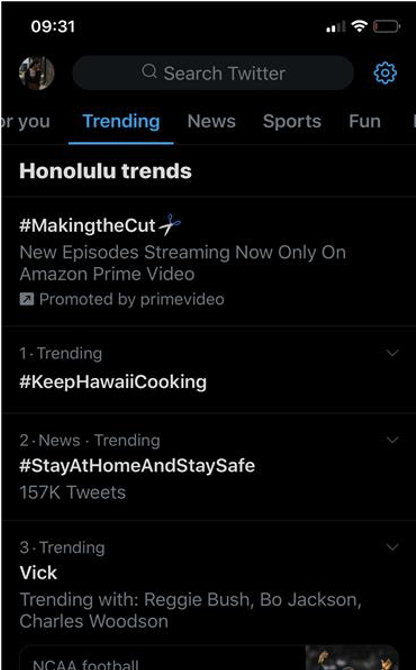 09:31
Search Twitter
or you Trending News Sports Fun
Honolulu trends
#MakingtheCut
New Episodes Streaming Now Only On
Amazon Prime Video
Promoted by primevideo
1 · Trending
#KeepHawaiiCooking
2 · News · Trending
#StayAtHomeAndStaySafe
157K Tweets
3 · Trending
Vick
Trending with: Reggie Bush, Bo Jackson,
Charles Woodson
NCAA football